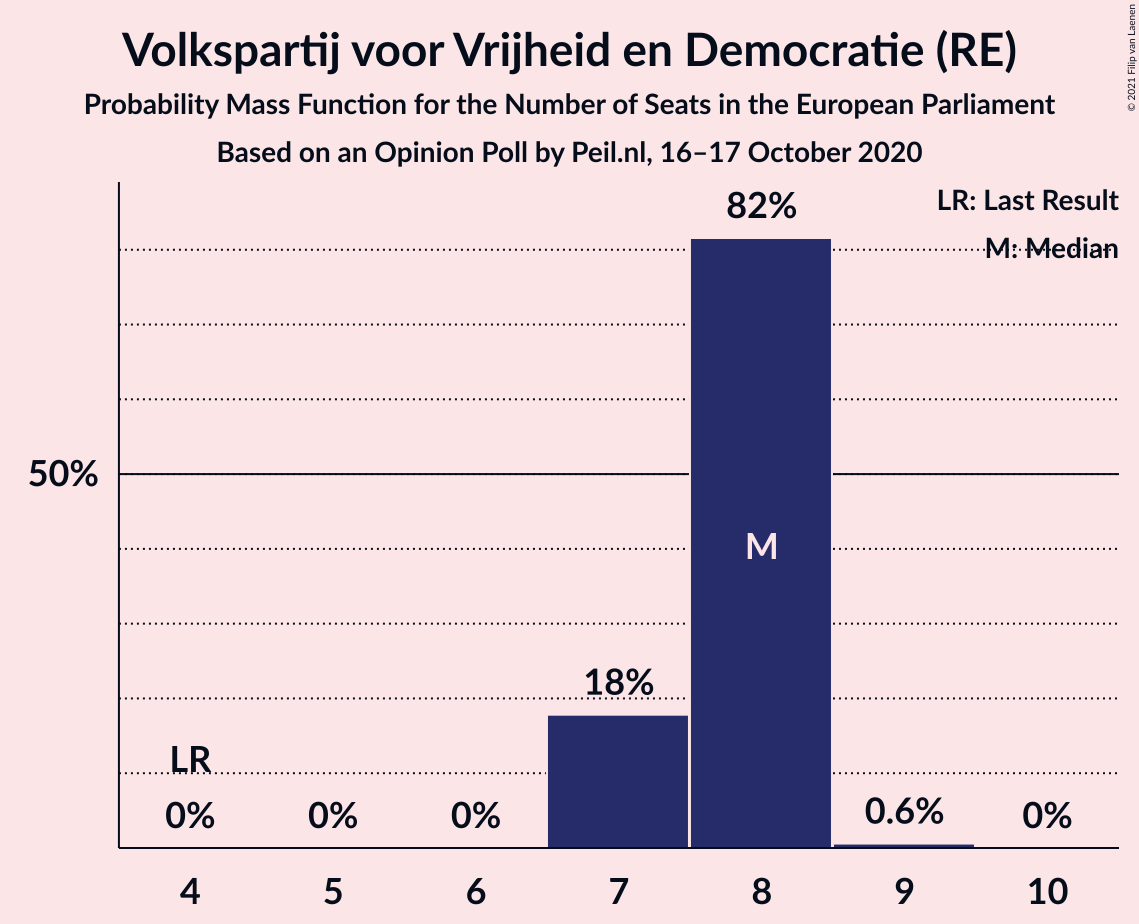 Volkspartij voor Vrijheid en Democratie (RE)
Probability Mass Function for the Number of Seats in the European Parliament
Based on an Opinion Poll by Peil.nl, 16–17 October 2020
© 2021 Filip van Laenen
LR: Last Result
M: Median
82%
50%
M
18%
LR
0%
0%
0%
0.6%
0%
4
5
6
7
8
9
10